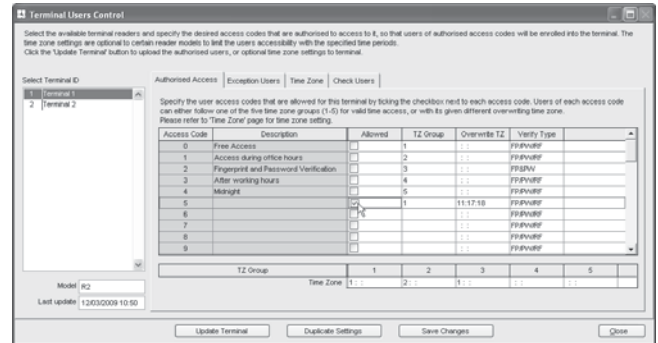 Terminal Users Control
Select the available terminal readers and specify the desired access codes that are authorised to access to it, so that users of authorised access codes will be enrolled into the terminal. The
time zone settings are optional to certain reader models to limit the users accessibility with the specified time periods.
Click the 'Update Terminal' button to upload the authorised users, or optional time zone settings to terminal.
Select Terminal ID
1 Terminal 1
2 Terminal 2
Model R2
Last update 12/03/2009 10:50
Authorised Access Exception Users Time Zone Check Users
Specify the user access codes that are allowed for this terminal by ticking the checkbox next to each access code. Users of each access code
can either follow one of the five time zone groups (1-5) for valid time access, or with its given different overwriting time zone.
Please refer to 'Time Zone' page for time zone setting.
Access Code Description Allowed TZ Group Overwrite TZ Verify Type
0 Free Access 1 : : FP/PW/RF
1 Access during office hours 2 : : FP/PW/RF
2 Fingerprint and Password Verification 3 : : FP&PW
3 After working hours 4 : : FP/PW/RF
4 Midnight 5 : : FP/PW/RF
5 1 11:17:18 FP/PW/RF
6 : : FP/PW/RF
7 : : FP/PW/RF
8 : : FP/PW/RF
9 : : FP/PW/RF
TZ Group 1 2 3 4 5
Time Zone 1: : 2: : 1: : : : : :
Update Terminal Duplicate Settings Save Changes Close